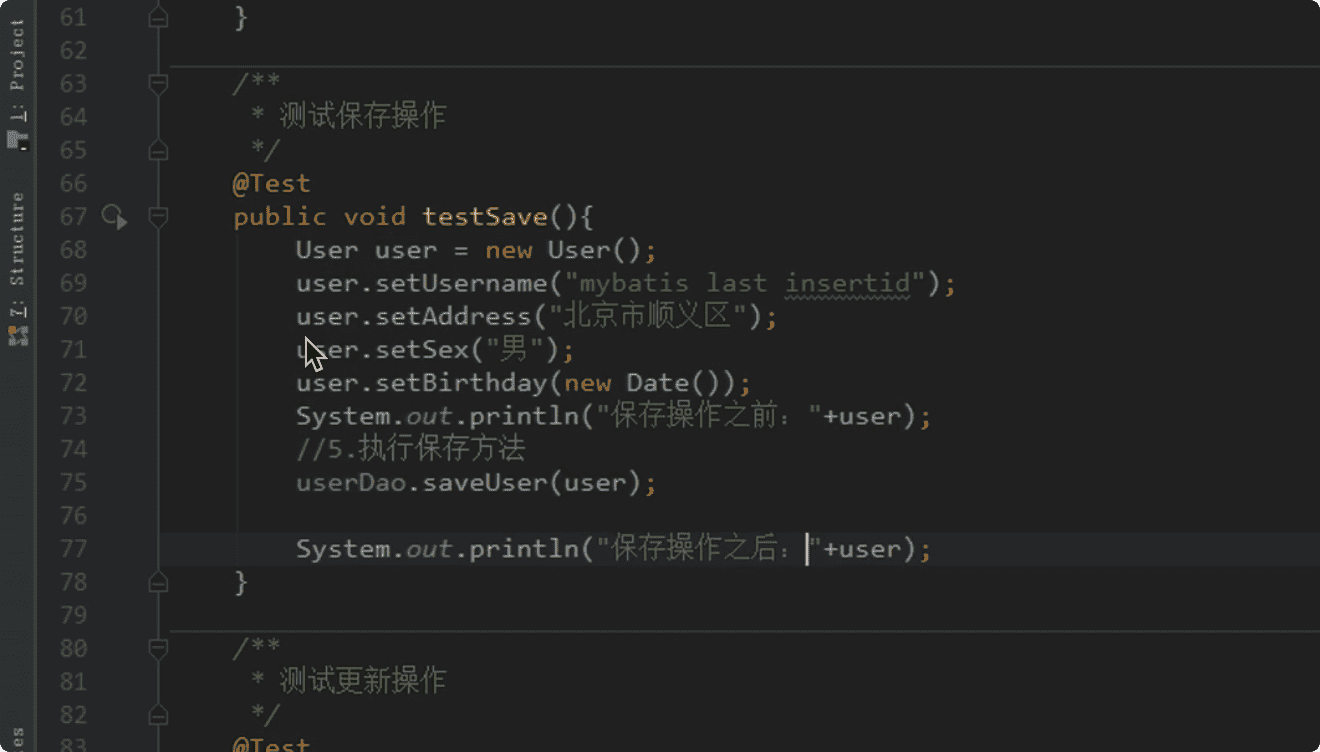 1: Project
7: Structure
es
61 }
62
63 /**
64 * 测试保存操作
65 */
66 @Test
67 public void testSave(){
68 User user = new User();
69 user.setUsername("mybatis last insertid");
70 user.setAddress("北京市顺义区");
71 user.setSex("男");
72 user.setBirthday(new Date());
73 System.out.println("保存操作之前："+user);
74 //5.执行保存方法
75 userDao.saveUser(user);
76
77 System.out.println("保存操作之后："+user);
78 }
79
80 /**
81 * 测试更新操作
82 */
83 @Test